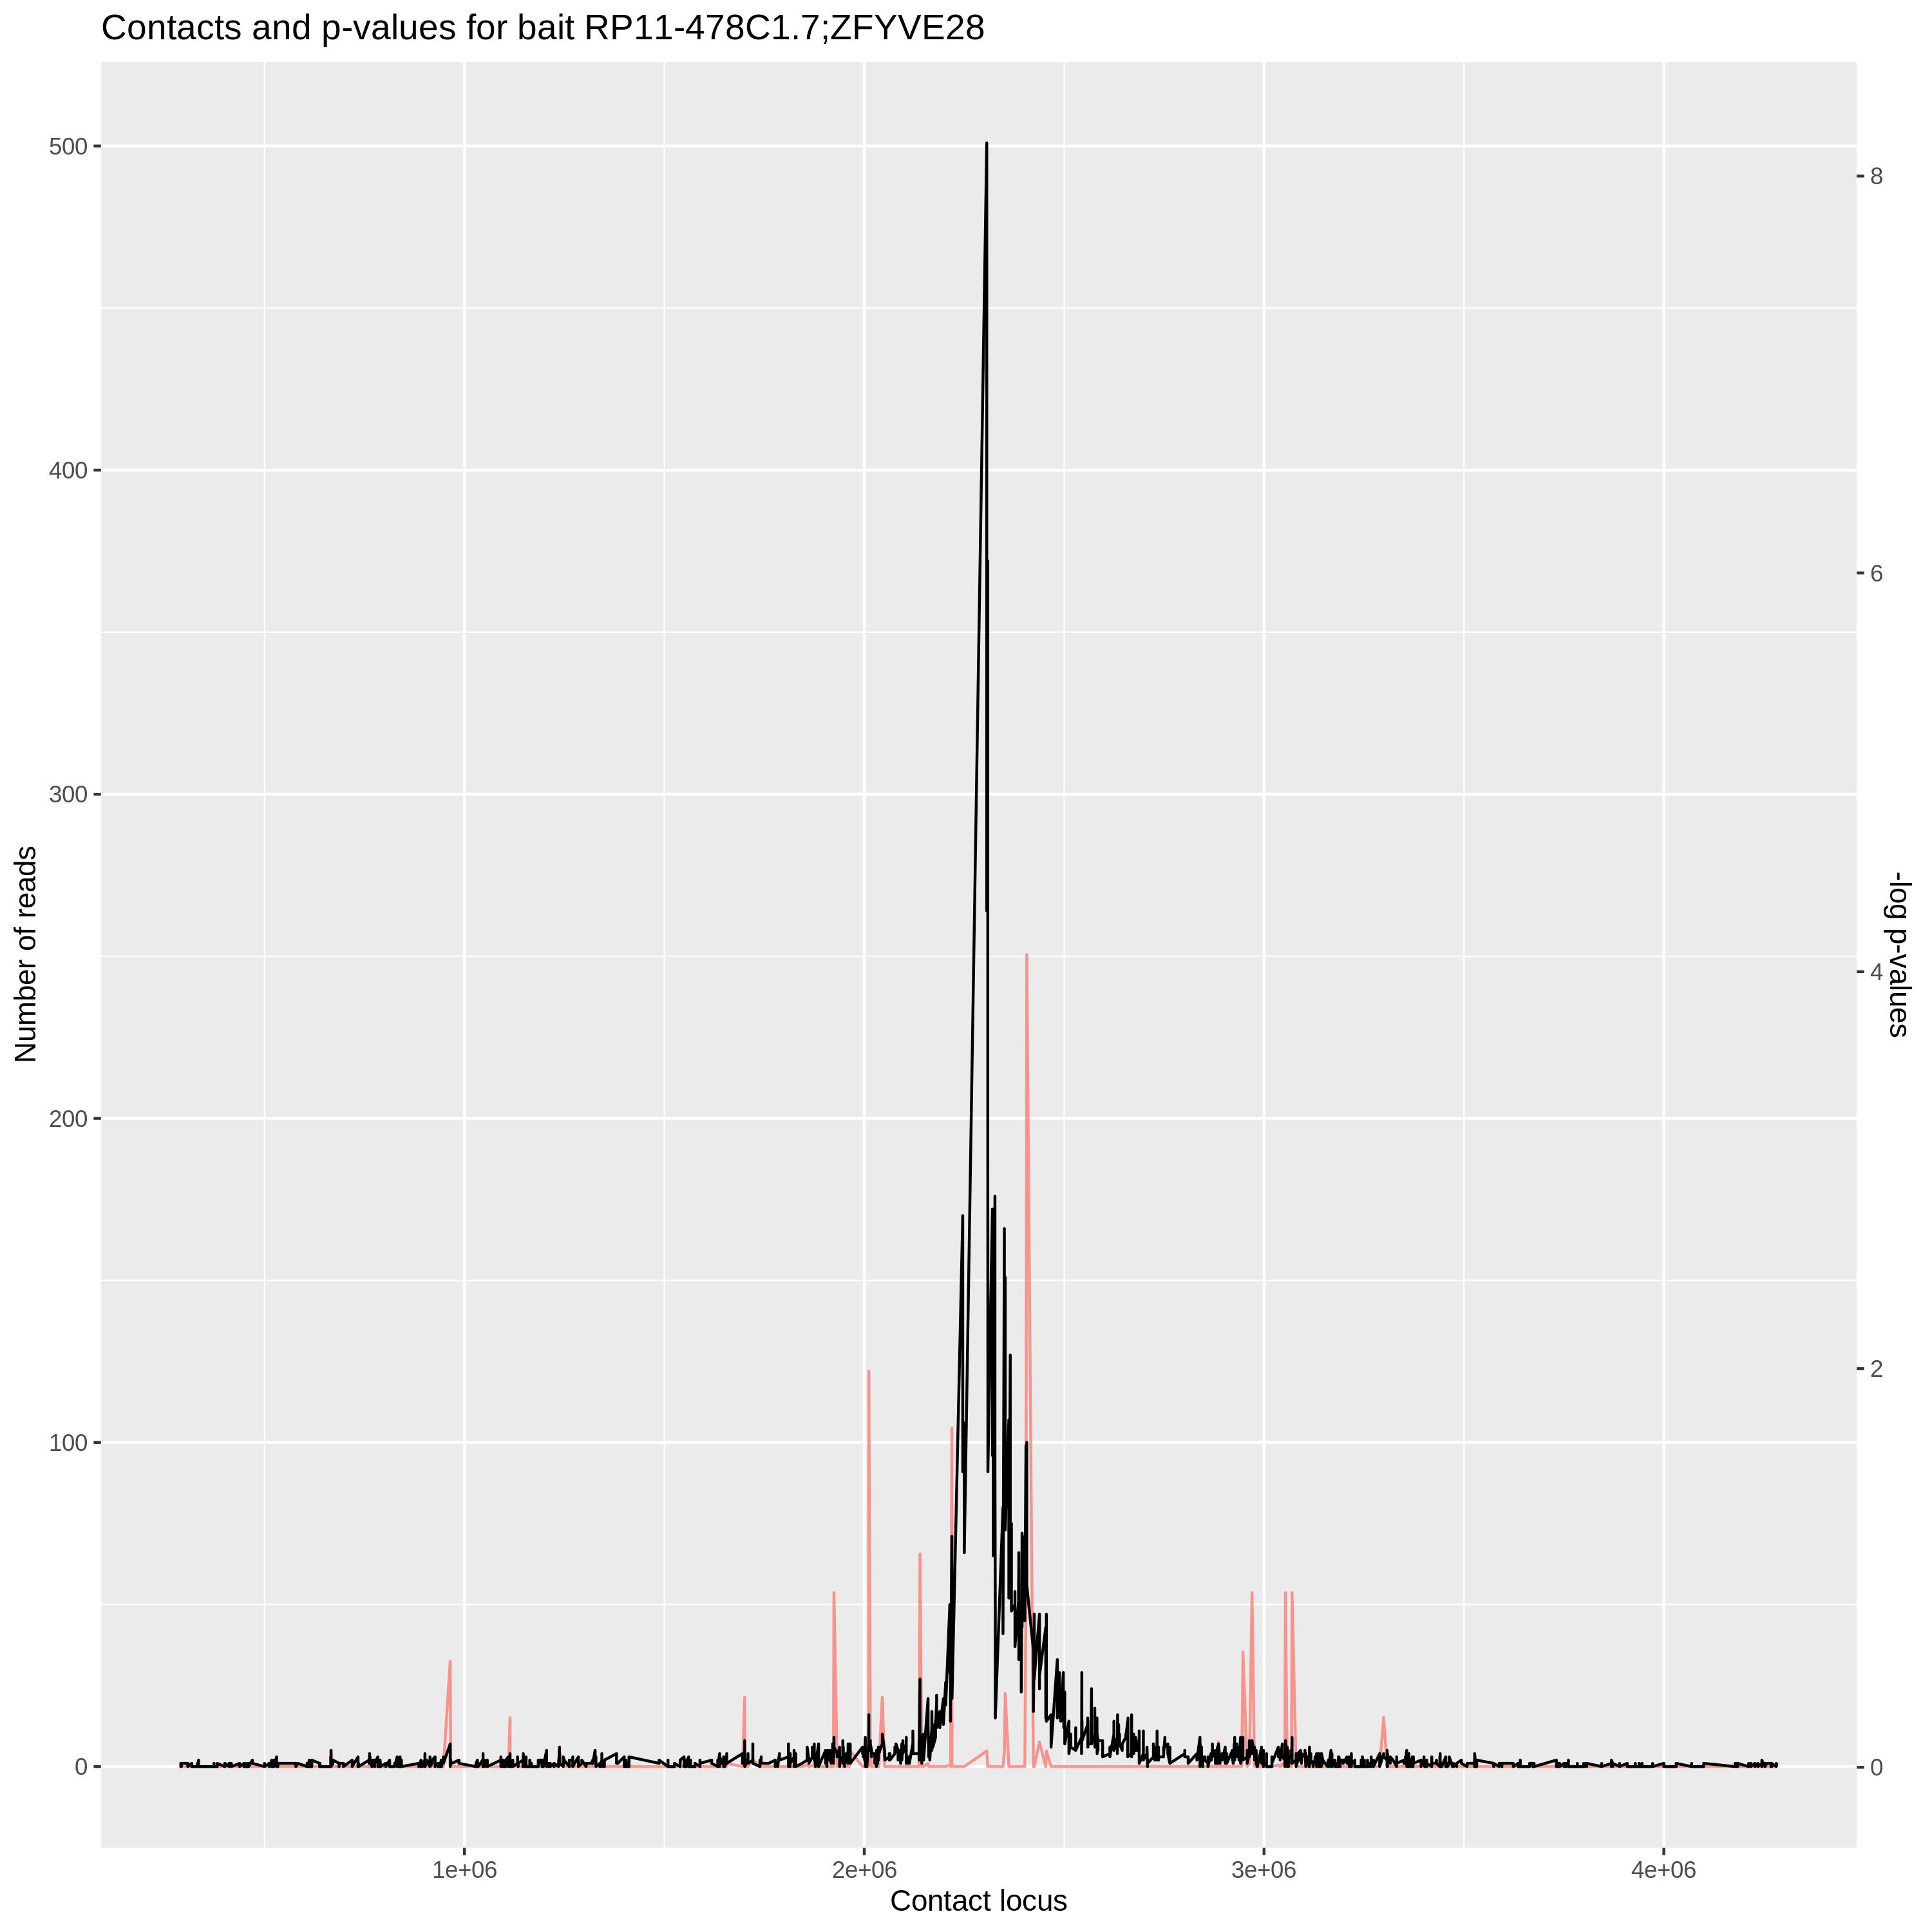 Contacts and p-values for bait RP11-478C1.7;ZFYVE28
500
400
300
200
100
0
Number of reads
8
6
4
2
0
-log p-values
1e+06
2e+06
3e+06
4e+06
Contact locus